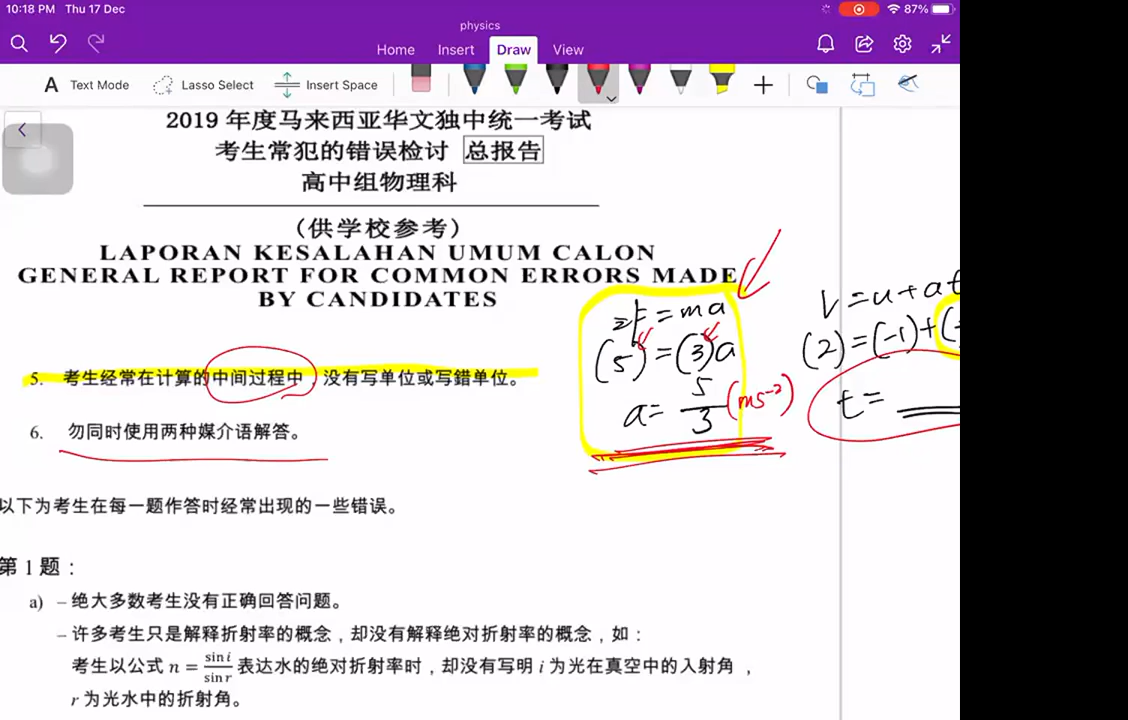 10:18 PM Thu 17 Dec
87%
physics
Home Insert Draw View
Text Mode Lasso Select Insert Space
2019 年度马来西亚华文独中统一考试
考生常犯的错误检讨 总报告
高中组物理科
（供学校参考）
LAPORAN KESALAHAN UMUM CALON
GENERAL REPORT FOR COMMON ERRORS MADE
BY CANDIDATES
ΣF = ma
(5) = (3)a
a = 5/3 (ms⁻²)
V = u + at
(2) = (-1) + (
t =
5. 考生经常在计算的中间过程中，没有写单位或写錯单位。
6. 勿同时使用两种媒介语解答。
以下为考生在每一题作答时经常出现的一些错误。
第 1 题：
a) – 绝大多数考生没有正确回答问题。
– 许多考生只是解释折射率的概念，却没有解释绝对折射率的概念，如：
考生以公式 n = sin i / sin r 表达水的绝对折射率时，却没有写明 i 为光在真空中的入射角，
r 为光水中的折射角。